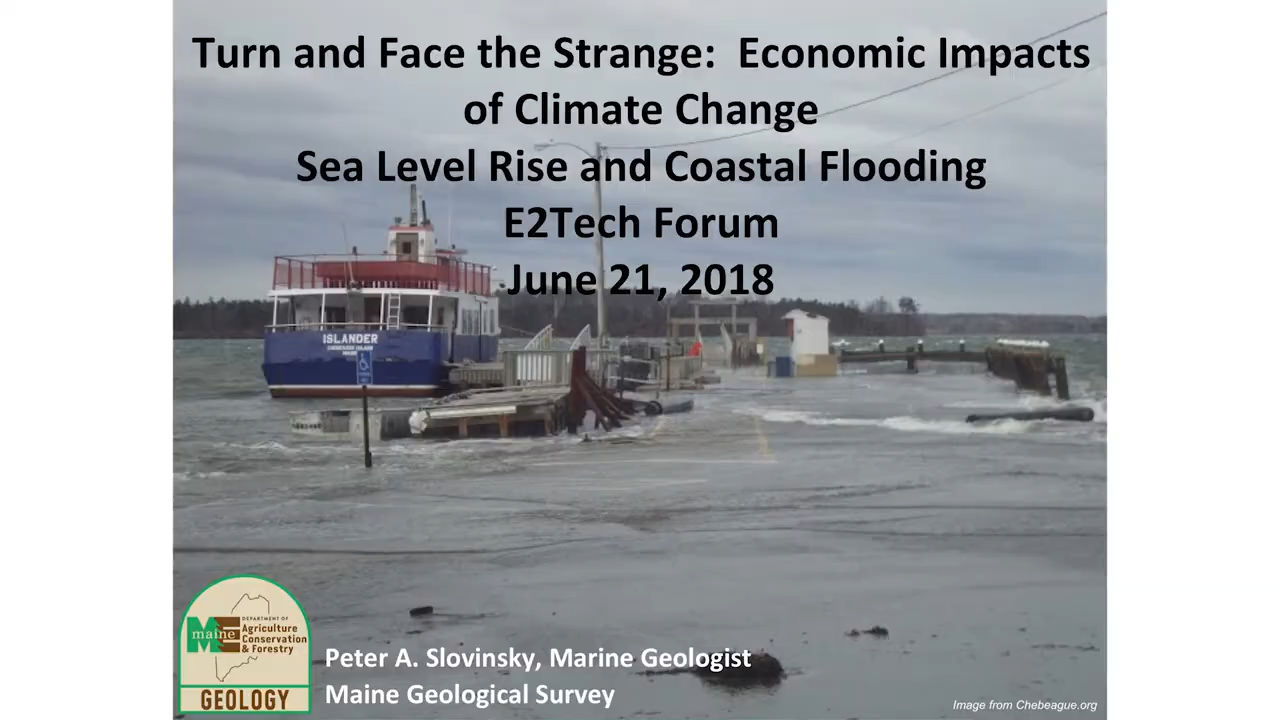 Turn and Face the Strange:  Economic Impacts
of Climate Change
Sea Level Rise and Coastal Flooding
E2Tech Forum
June 21, 2018
ISLANDER
DEPARTMENT OF
maine Agriculture
Conservation
& Forestry
GEOLOGY
Peter A. Slovinsky, Marine Geologist
Maine Geological Survey
Image from Chebeague.org